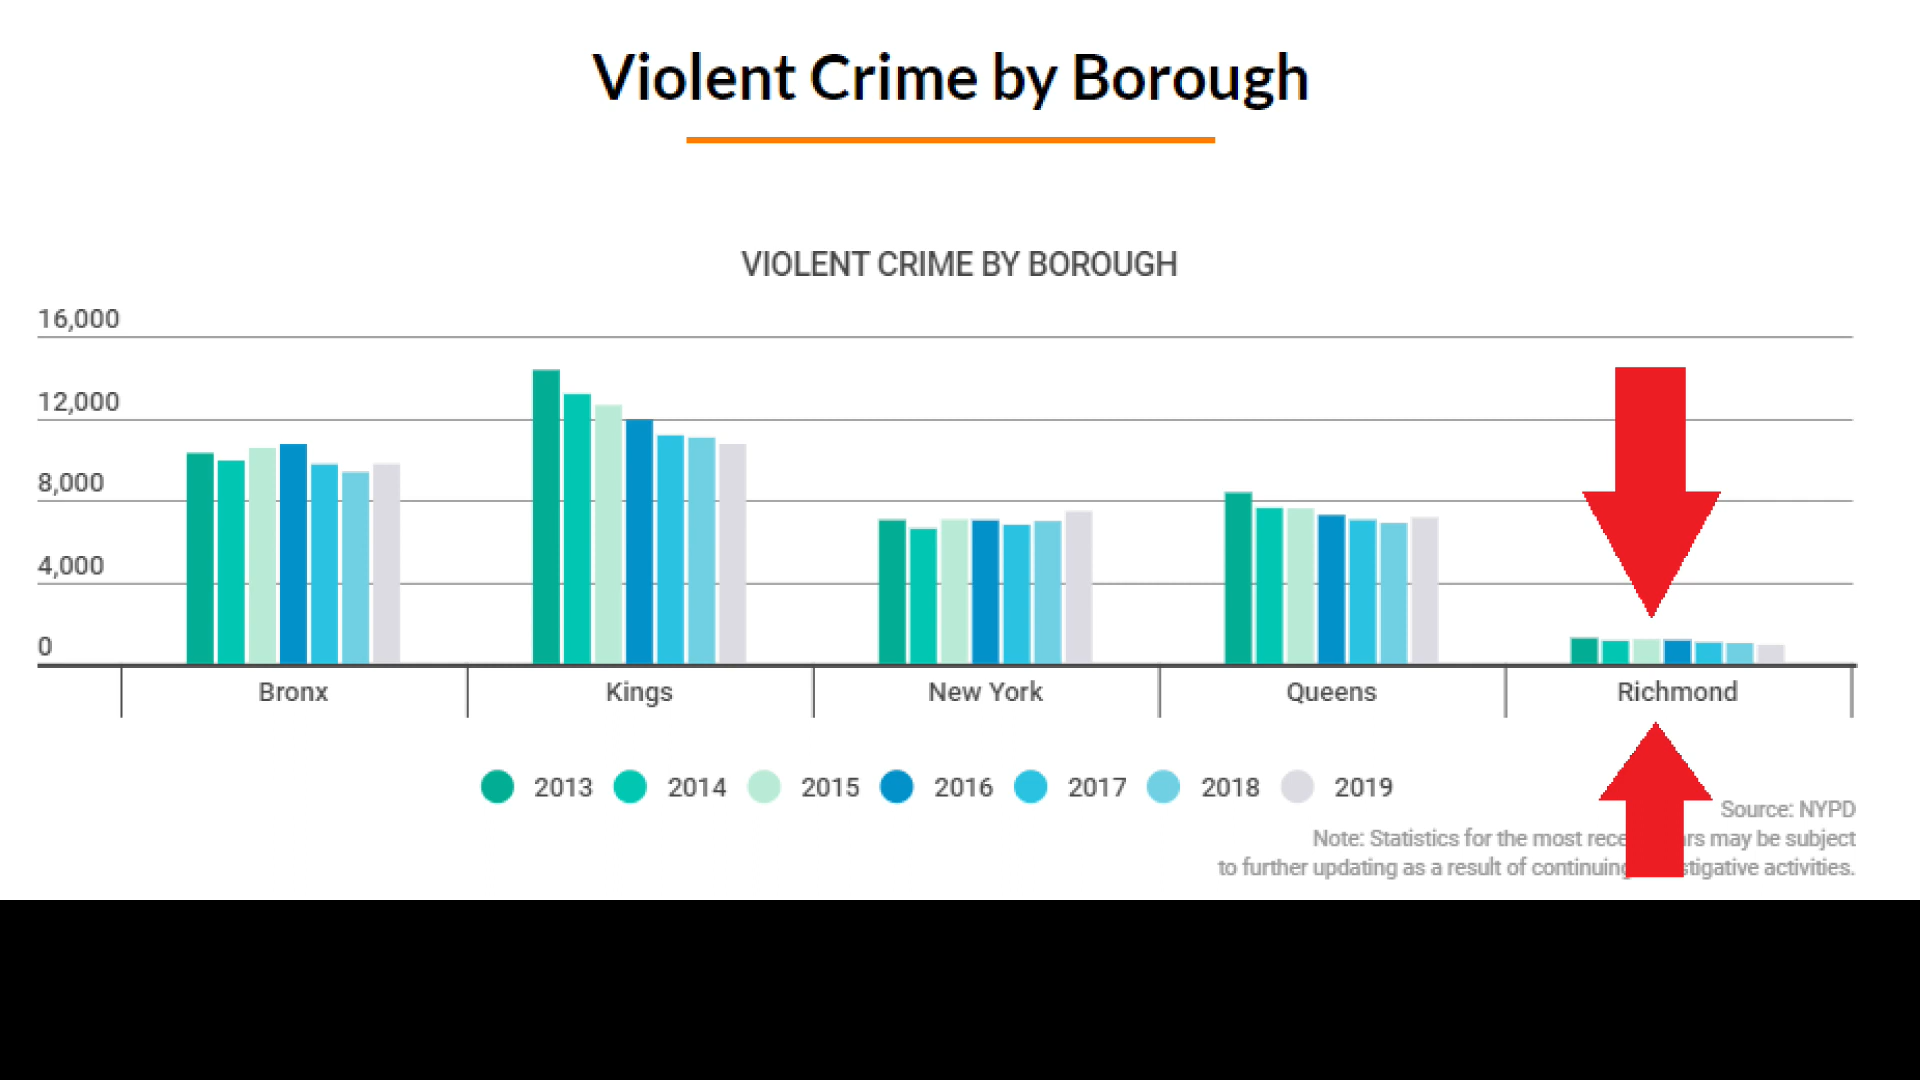 Violent Crime by Borough
VIOLENT CRIME BY BOROUGH
16,000
12,000
8,000
4,000
0
Bronx Kings New York Queens Richmond
2013 2014 2015 2016 2017 2018 2019
Source: NYPD
Note: Statistics for the most rece rs may be subject
to further updating as a result of continuing stigative activities.